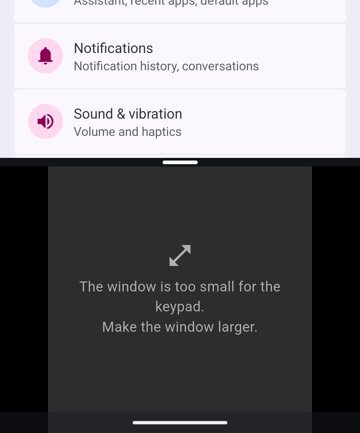 Assistant, recent apps, default apps
Notifications
Notification history, conversations
Sound & vibration
Volume and haptics
The window is too small for the
keypad.
Make the window larger.